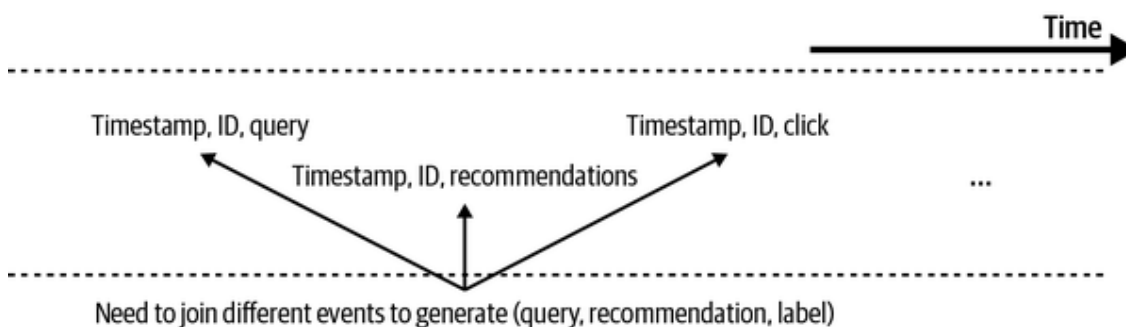 Time
Timestamp, ID, query
Timestamp, ID, click
Timestamp, ID, recommendations
...
Need to join different events to generate (query, recommendation, label)